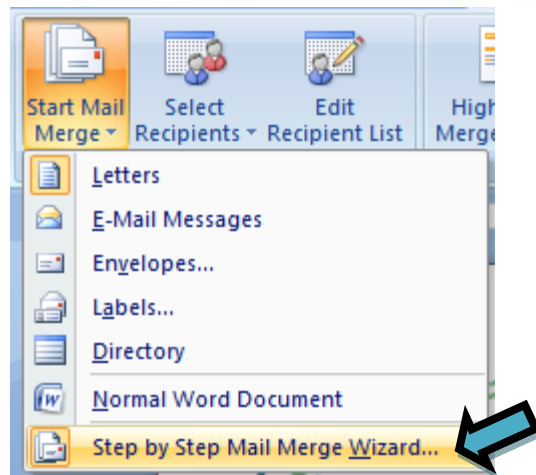 Start Mail Merge
Select Recipients
Edit Recipient List
Letters
E-Mail Messages
Envelopes...
Labels...
Directory
Normal Word Document
Step by Step Mail Merge Wizard...